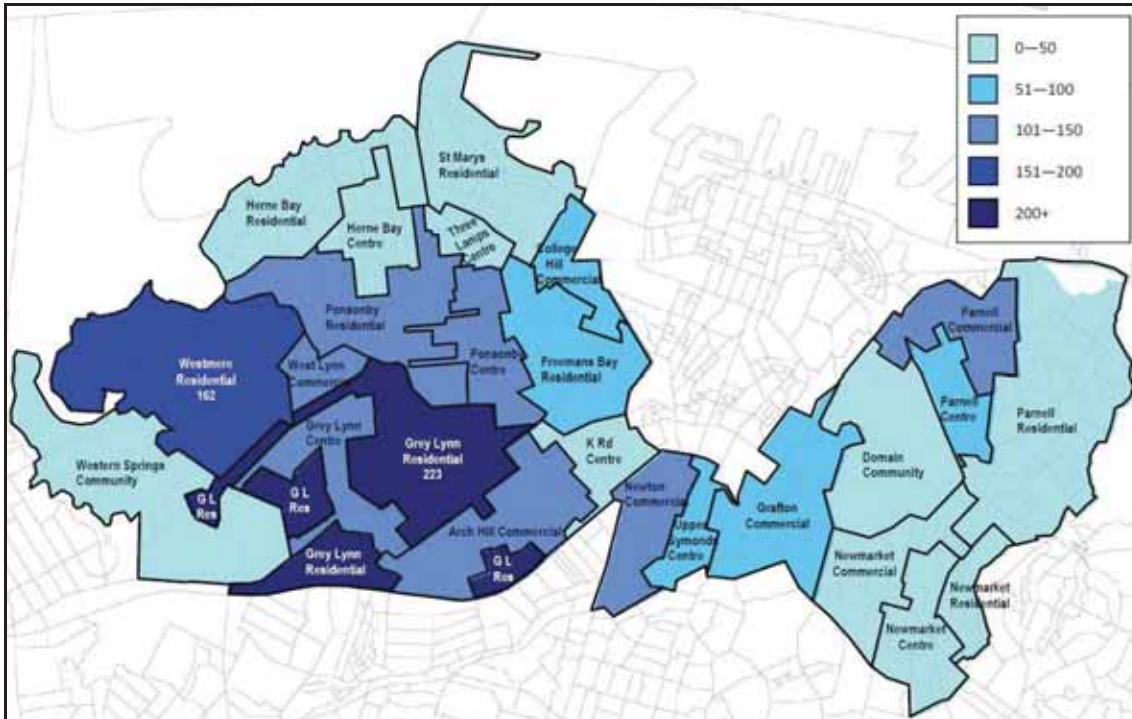 0—50
51—100
101—150
151—200
200+
St Marys
Residential
Herne Bay
Residential
Herne Bay
Centre
Three
Lamps
Centre
College
Hill
Commercial
Ponsonby
Residential
Parnell
Commercial
Westmere
Residential
162
West Lynn
Commercial
Ponsonby
Centre
Freemans Bay
Residential
Parnell
Centre
Parnell
Residential
Grey Lynn
Centre
Grey Lynn
Residential
223
K Rd
Centre
Domain
Community
Western Springs
Community
G L
Res
G L
Res
Newton
Commercial
Grafton
Commercial
Arch Hill Commercial
Upper
Symonds
Centre
Grey Lynn
Residential
G L
Res
Newmarket
Commercial
Newmarket
Residential
Newmarket
Centre